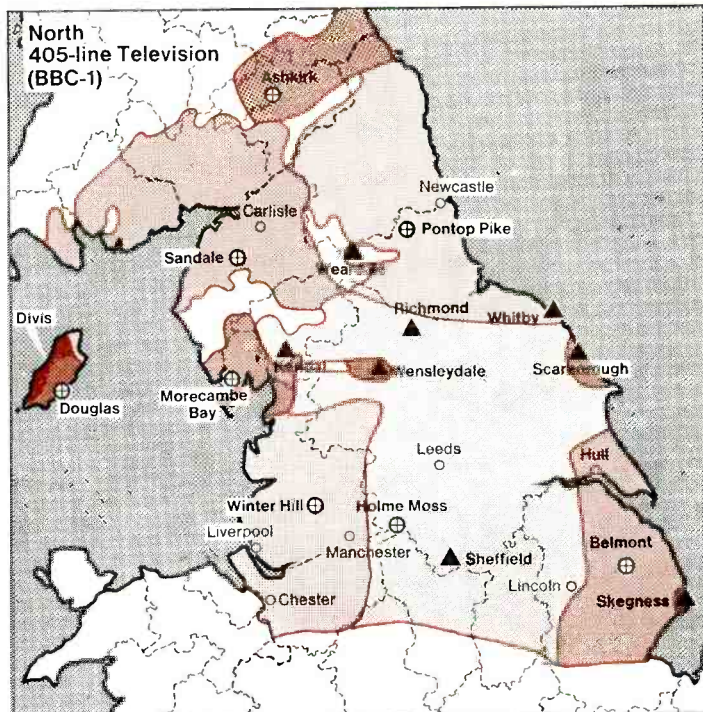 North
405-line Television
(BBC-1)
Ashkirk
Newcastle
Carlisle
Pontop Pike
Sandale
Richmond
Whitby
Divis
Wensleydale
Scarborough
Douglas
Morecambe
Bay
Leeds
Hull
Winter Hill
Holme Moss
Liverpool
Manchester
Belmont
Sheffield
Lincoln
Chester
Skegness